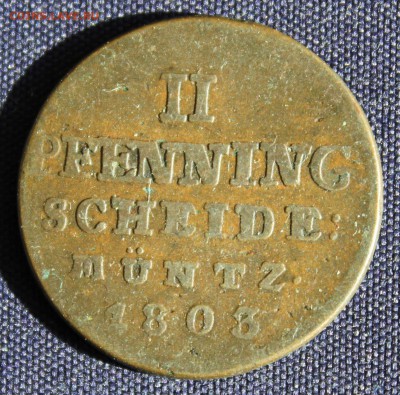 II
PFENNING
SCHEIDE:
MÜNTZ.
1803